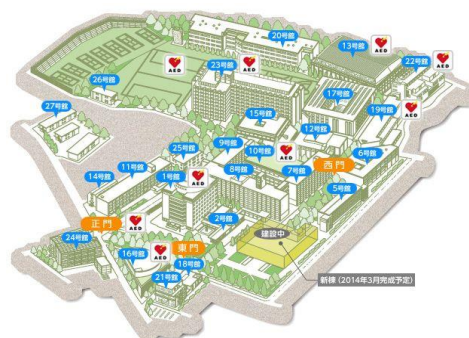 20号館
13号館
AED
22号館
AED
AED
23号館
AED
26号館
17号館
27号館
19号館
AED
15号館
12号館
9号館
10号館
AED
6号館
25号館
西門
11号館
1号館
8号館
7号館
14号館
AED
5号館
正門
AED
2号館
建設中
24号館
東門
16号館
AED
18号館
21号館
新棟(2014年3月完成予定)